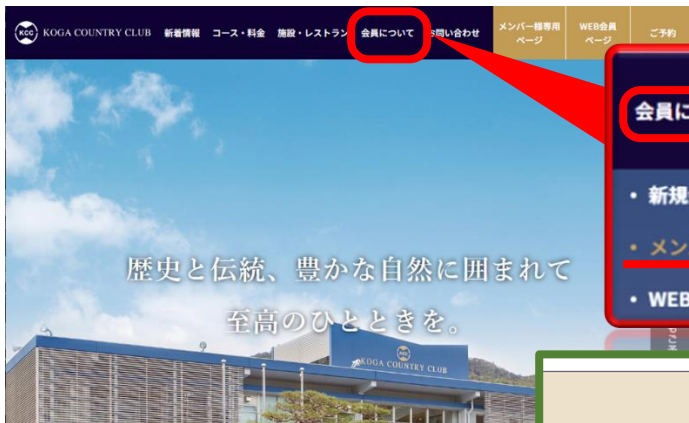 KCC KOGA COUNTRY CLUB 新着情報 コース・料金 施設・レストラン 会員について お問い合わせ メンバー様専用ページ WEB会員ページ ご予約
会員に
・ 新規
・ メン
・ WEB
歴史と伝統、豊かな自然に囲まれて
至高のひとときを。
KOGA COUNTRY CLUB